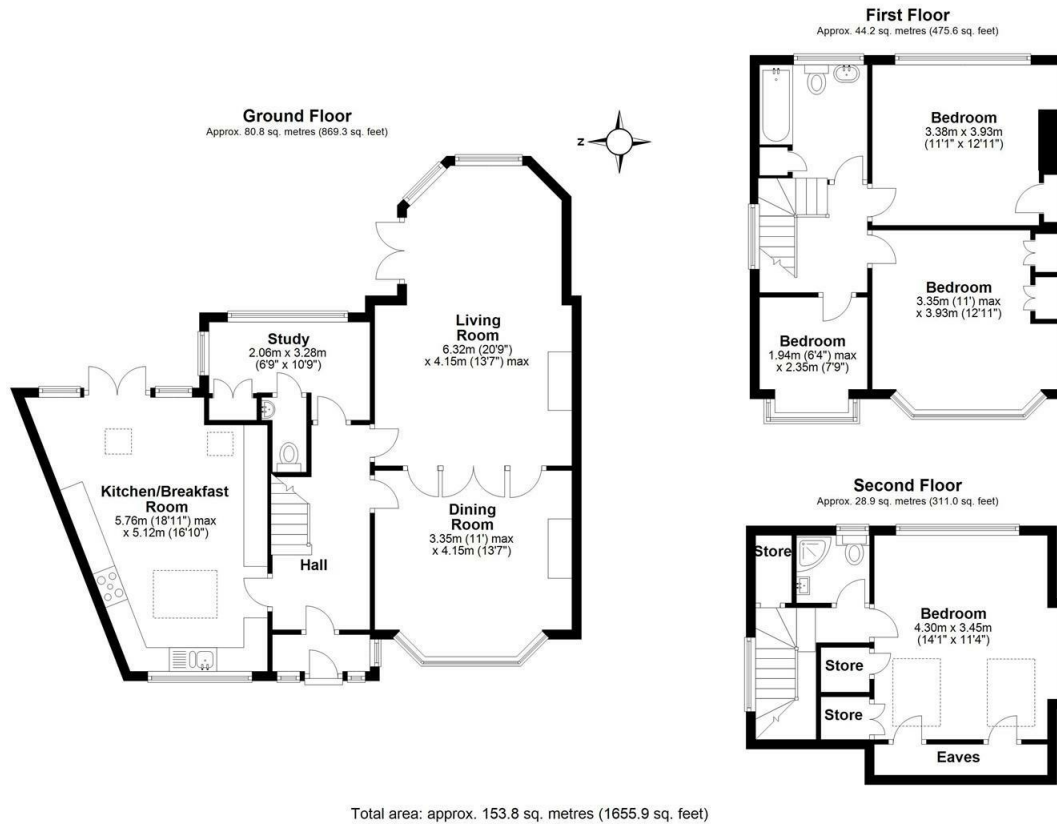 Ground Floor
Approx. 80.8 sq. metres (869.3 sq. feet)
Z
Living
Room
6.32m (20'9")
x 4.15m (13'7") max
Study
2.06m x 3.28m
(6'9" x 10'9")
Kitchen/Breakfast
Room
5.76m (18'11") max
x 5.12m (16'10")
Hall
Dining
Room
3.35m (11') max
x 4.15m (13'7")
First Floor
Approx. 44.2 sq. metres (475.6 sq. feet)
Bedroom
3.38m x 3.93m
(11'1" x 12'11")
Bedroom
3.35m (11') max
x 3.93m (12'11")
Bedroom
1.94m (6'4") max
x 2.35m (7'9")
Second Floor
Approx. 28.9 sq. metres (311.0 sq. feet)
Store
Bedroom
4.30m x 3.45m
(14'1" x 11'4")
Store
Store
Eaves
Total area: approx. 153.8 sq. metres (1655.9 sq. feet)